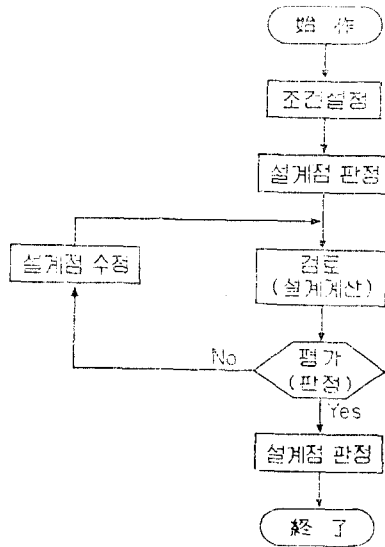 始 作
조건설정
설계점 판정
설계점 수정
검토
(설계계산)
No
평가
(판정)
Yes
설계점 판정
終 了